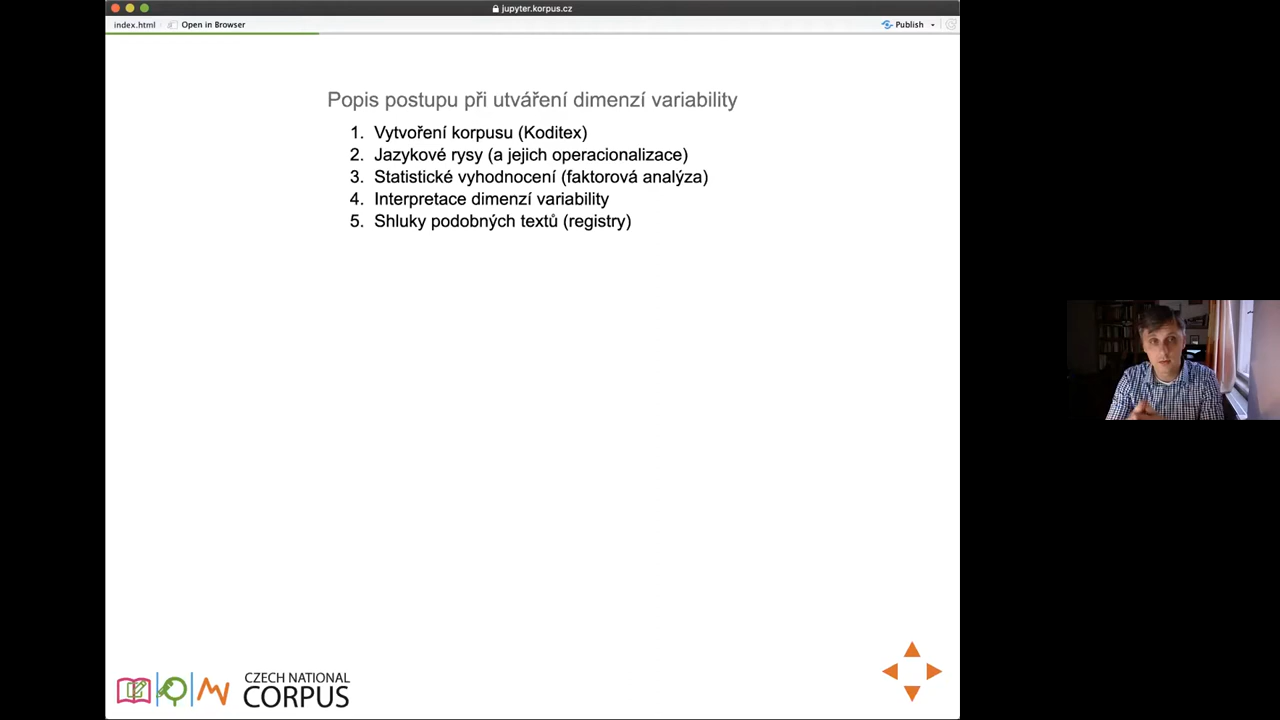 jupyter.korpus.cz
index.html Open in Browser Publish
Popis postupu při utváření dimenzí variability
1. Vytvoření korpusu (Koditex)
2. Jazykové rysy (a jejich operacionalizace)
3. Statistické vyhodnocení (faktorová analýza)
4. Interpretace dimenzí variability
5. Shluky podobných textů (registry)
CZECH NATIONAL
CORPUS